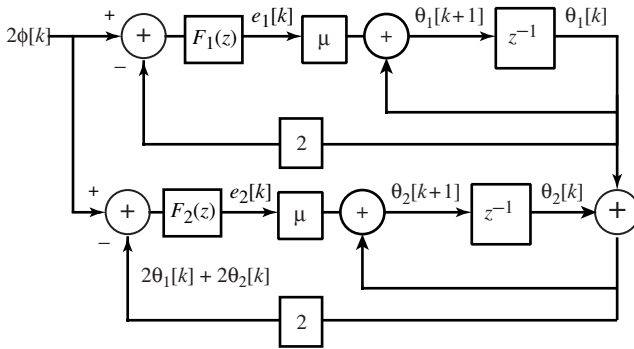 +
2ϕ[k]
−
+
F₁(z)
e₁[k]
μ
+
θ₁[k+1]
z⁻¹
θ₁[k]
2
+
−
+
F₂(z)
e₂[k]
μ
+
θ₂[k+1]
z⁻¹
θ₂[k]
+
2θ₁[k] + 2θ₂[k]
2